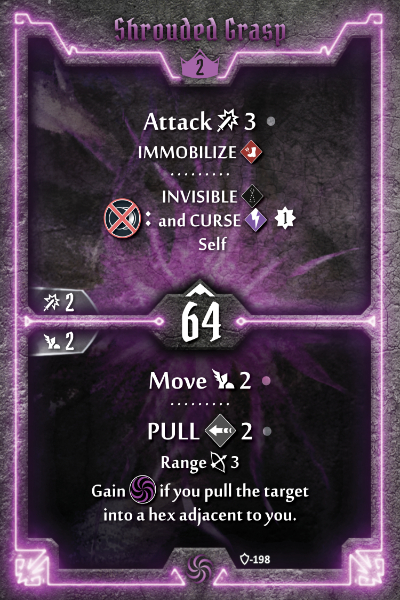 Shrouded Grasp
2
Attack 3
IMMOBILIZE
INVISIBLE
: and CURSE 1
Self
2
64
2
Move 2
PULL 2
Range 3
Gain if you pull the target
into a hex adjacent to you.
-198